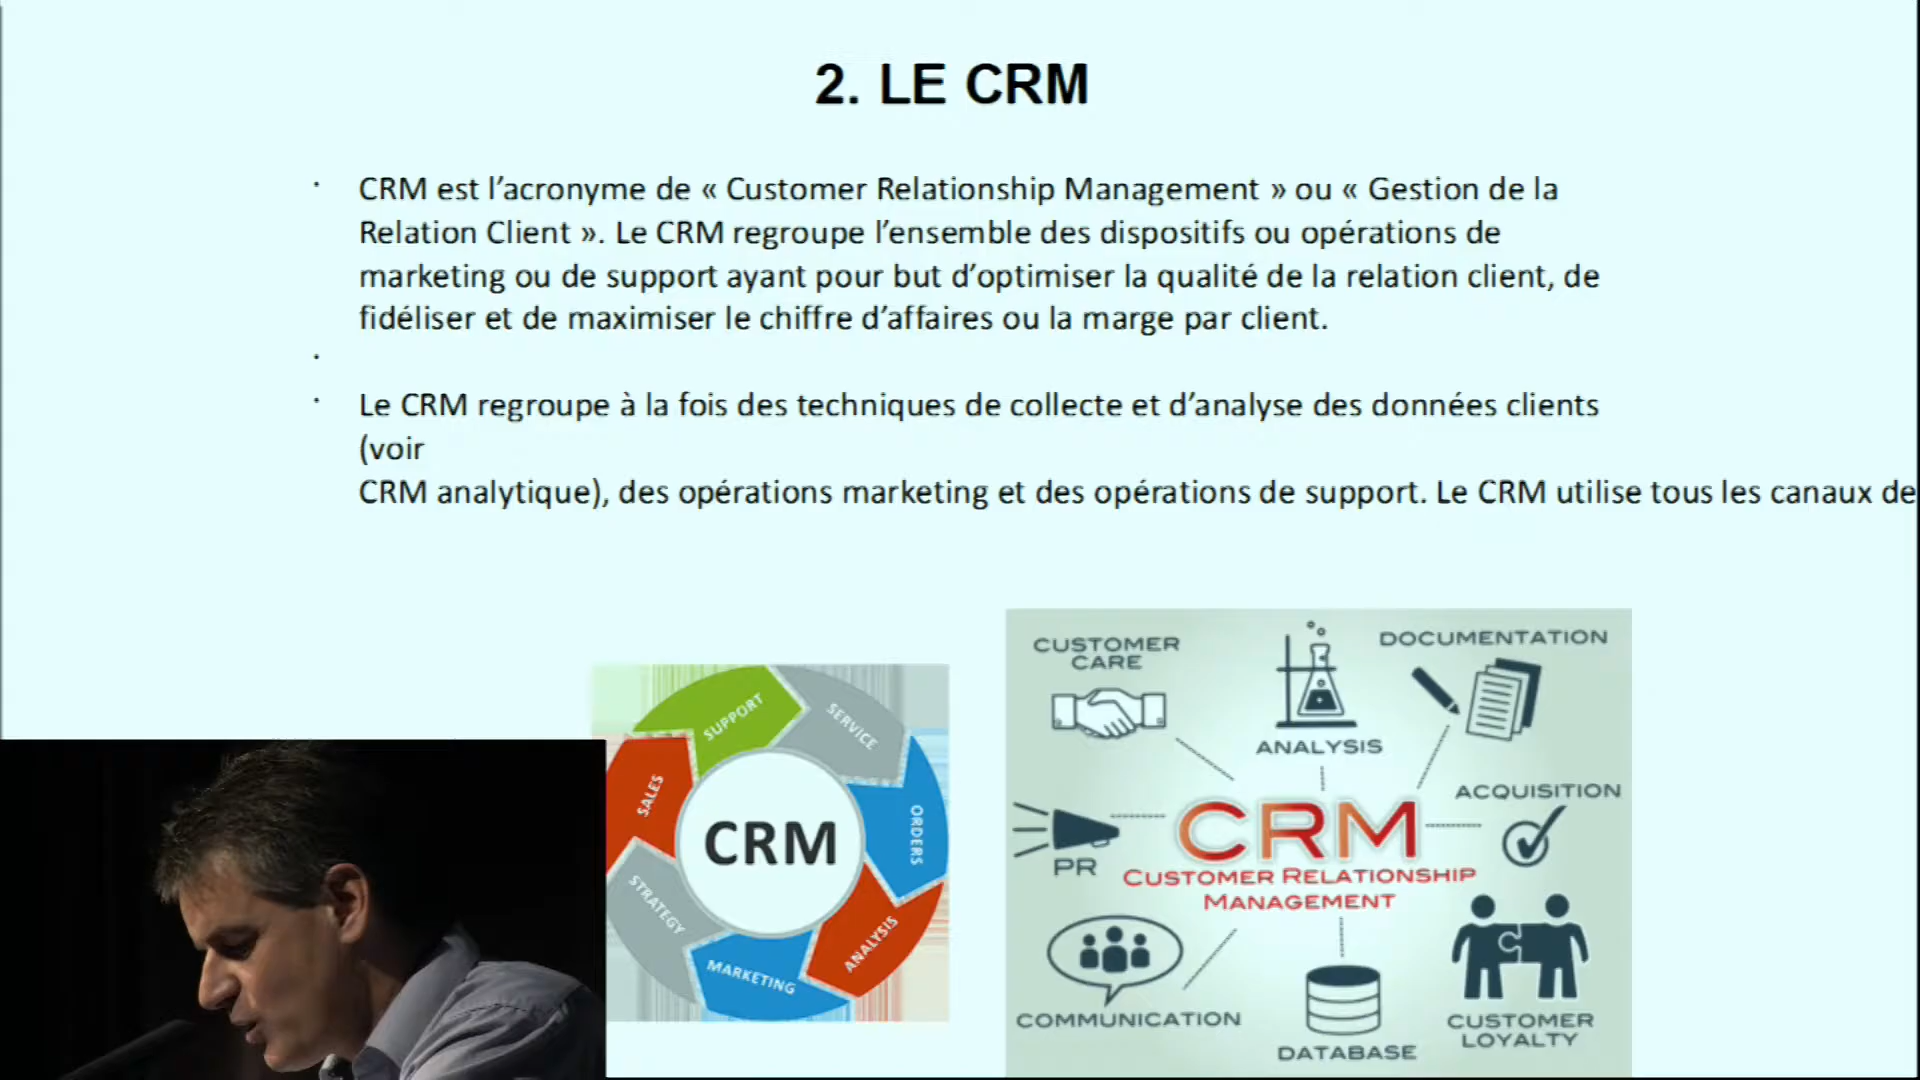 2. LE CRM
CRM est l’acronyme de « Customer Relationship Management » ou « Gestion de la
Relation Client ». Le CRM regroupe l’ensemble des dispositifs ou opérations de
marketing ou de support ayant pour but d’optimiser la qualité de la relation client, de
fidéliser et de maximiser le chiffre d’affaires ou la marge par client.
Le CRM regroupe à la fois des techniques de collecte et d’analyse des données clients
(voir
CRM analytique), des opérations marketing et des opérations de support. Le CRM utilise tous les canaux de
SUPPORT
SERVICE
ORDERS
ANALYSIS
MARKETING
STRATEGY
SALES
CRM
CUSTOMER
CARE
ANALYSIS
DOCUMENTATION
ACQUISITION
PR
CRM
CUSTOMER RELATIONSHIP
MANAGEMENT
COMMUNICATION
DATABASE
CUSTOMER
LOYALTY